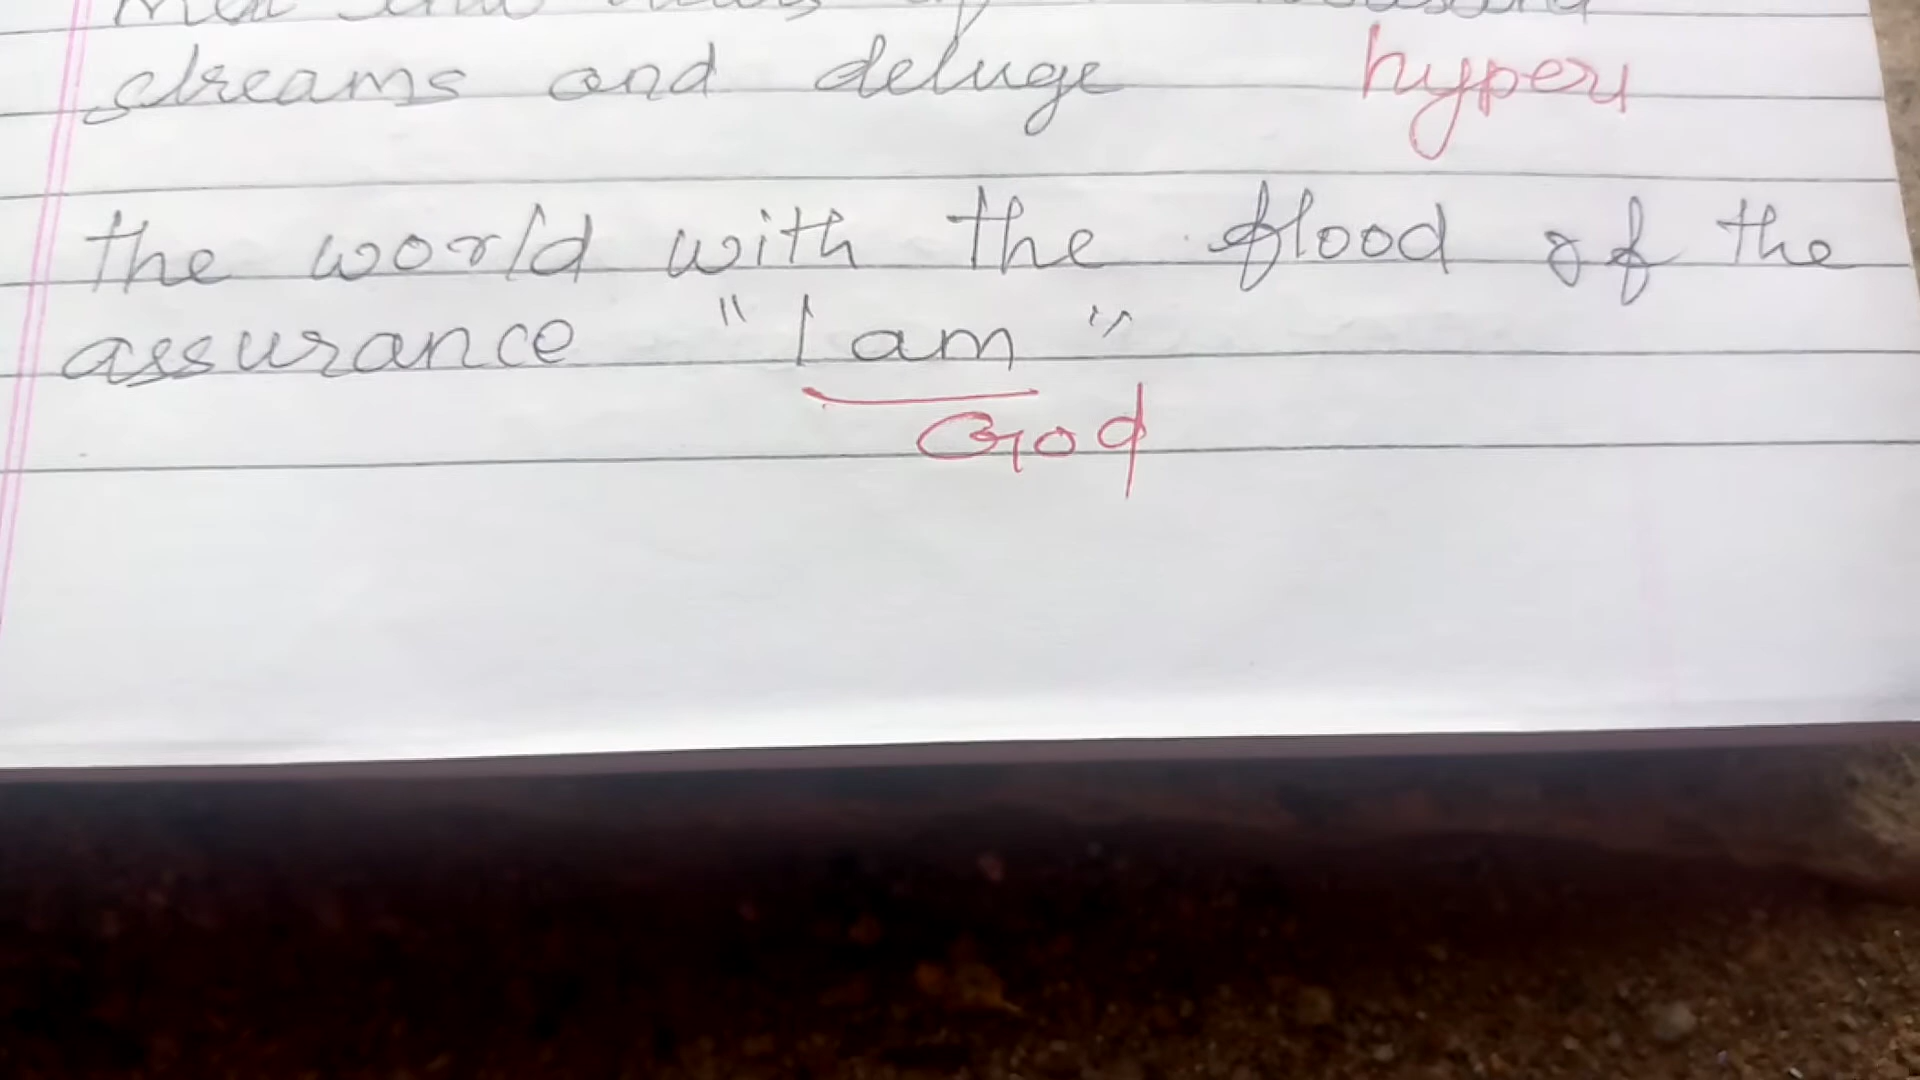 streams and deluge hyper
the world with the flood of the
assurance "I am"
God